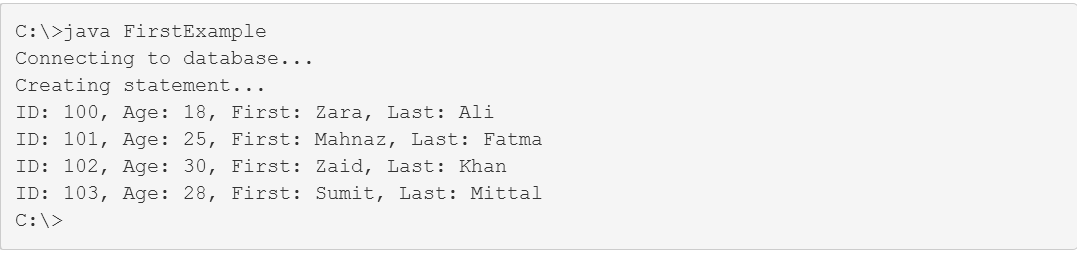 C:\>java FirstExample
Connecting to database...
Creating statement...
ID: 100, Age: 18, First: Zara, Last: Ali
ID: 101, Age: 25, First: Mahnaz, Last: Fatma
ID: 102, Age: 30, First: Zaid, Last: Khan
ID: 103, Age: 28, First: Sumit, Last: Mittal
C:\>